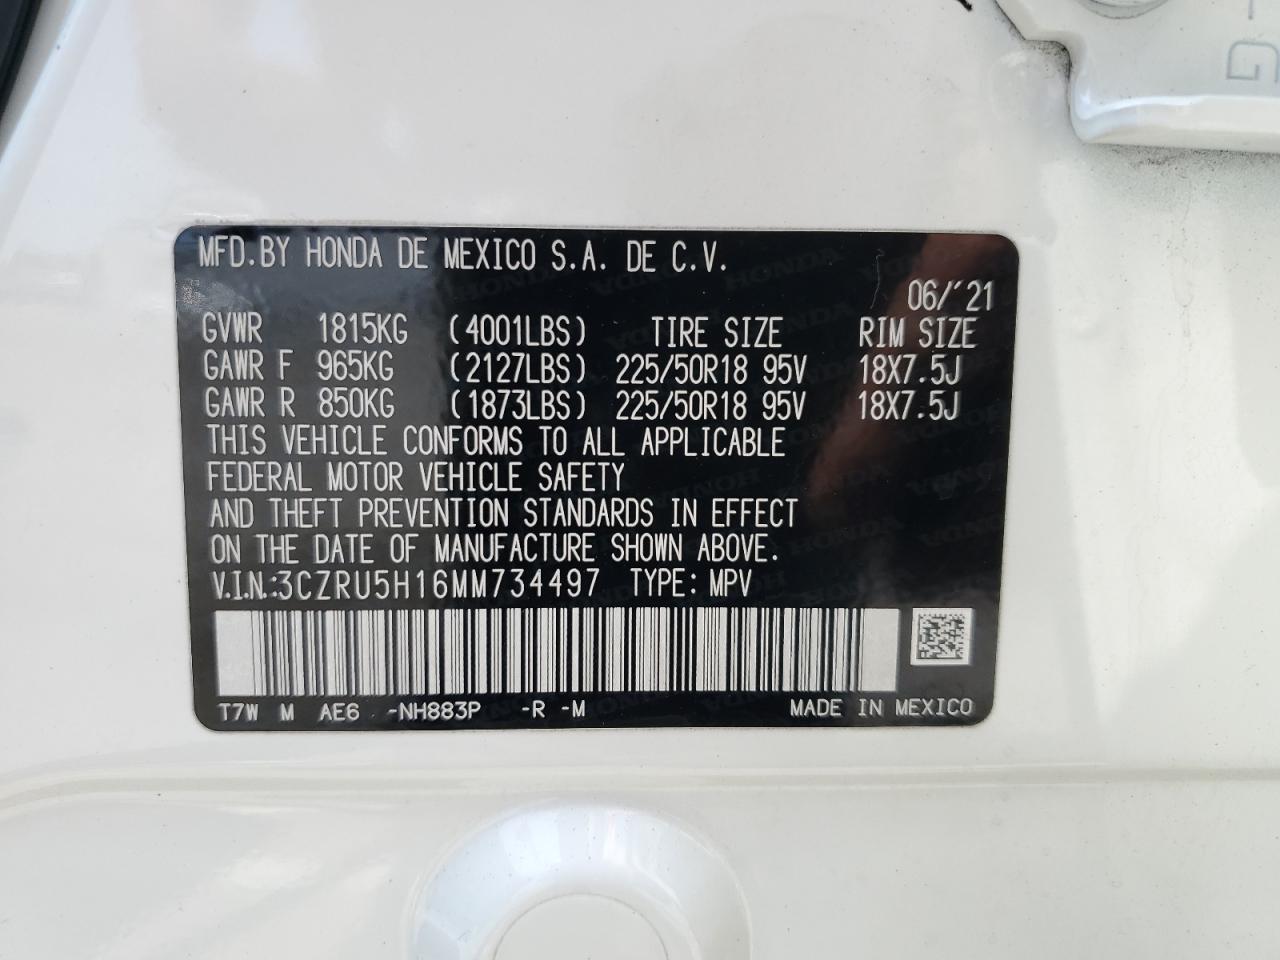 MFD.BY HONDA DE MEXICO S.A. DE C.V.
06/´21
GVWR 1815KG (4001LBS) TIRE SIZE RIM SIZE
GAWR F 965KG (2127LBS) 225/50R18 95V 18X7.5J
GAWR R 850KG (1873LBS) 225/50R18 95V 18X7.5J
THIS VEHICLE CONFORMS TO ALL APPLICABLE
FEDERAL MOTOR VEHICLE SAFETY
AND THEFT PREVENTION STANDARDS IN EFFECT
ON THE DATE OF MANUFACTURE SHOWN ABOVE.
V.I.N.:3CZRU5H16MM734497 TYPE: MPV
T7W M AE6 -NH883P -R -M MADE IN MEXICO